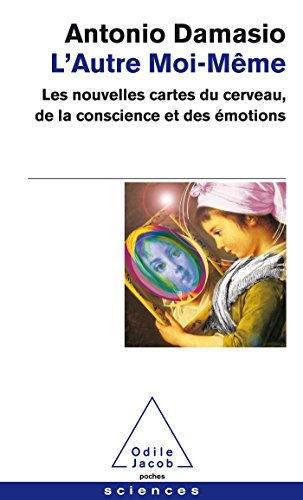 Antonio Damasio
L'Autre Moi-Même
Les nouvelles cartes du cerveau,
de la conscience et des émotions
Odile
Jacob
poches
sciences